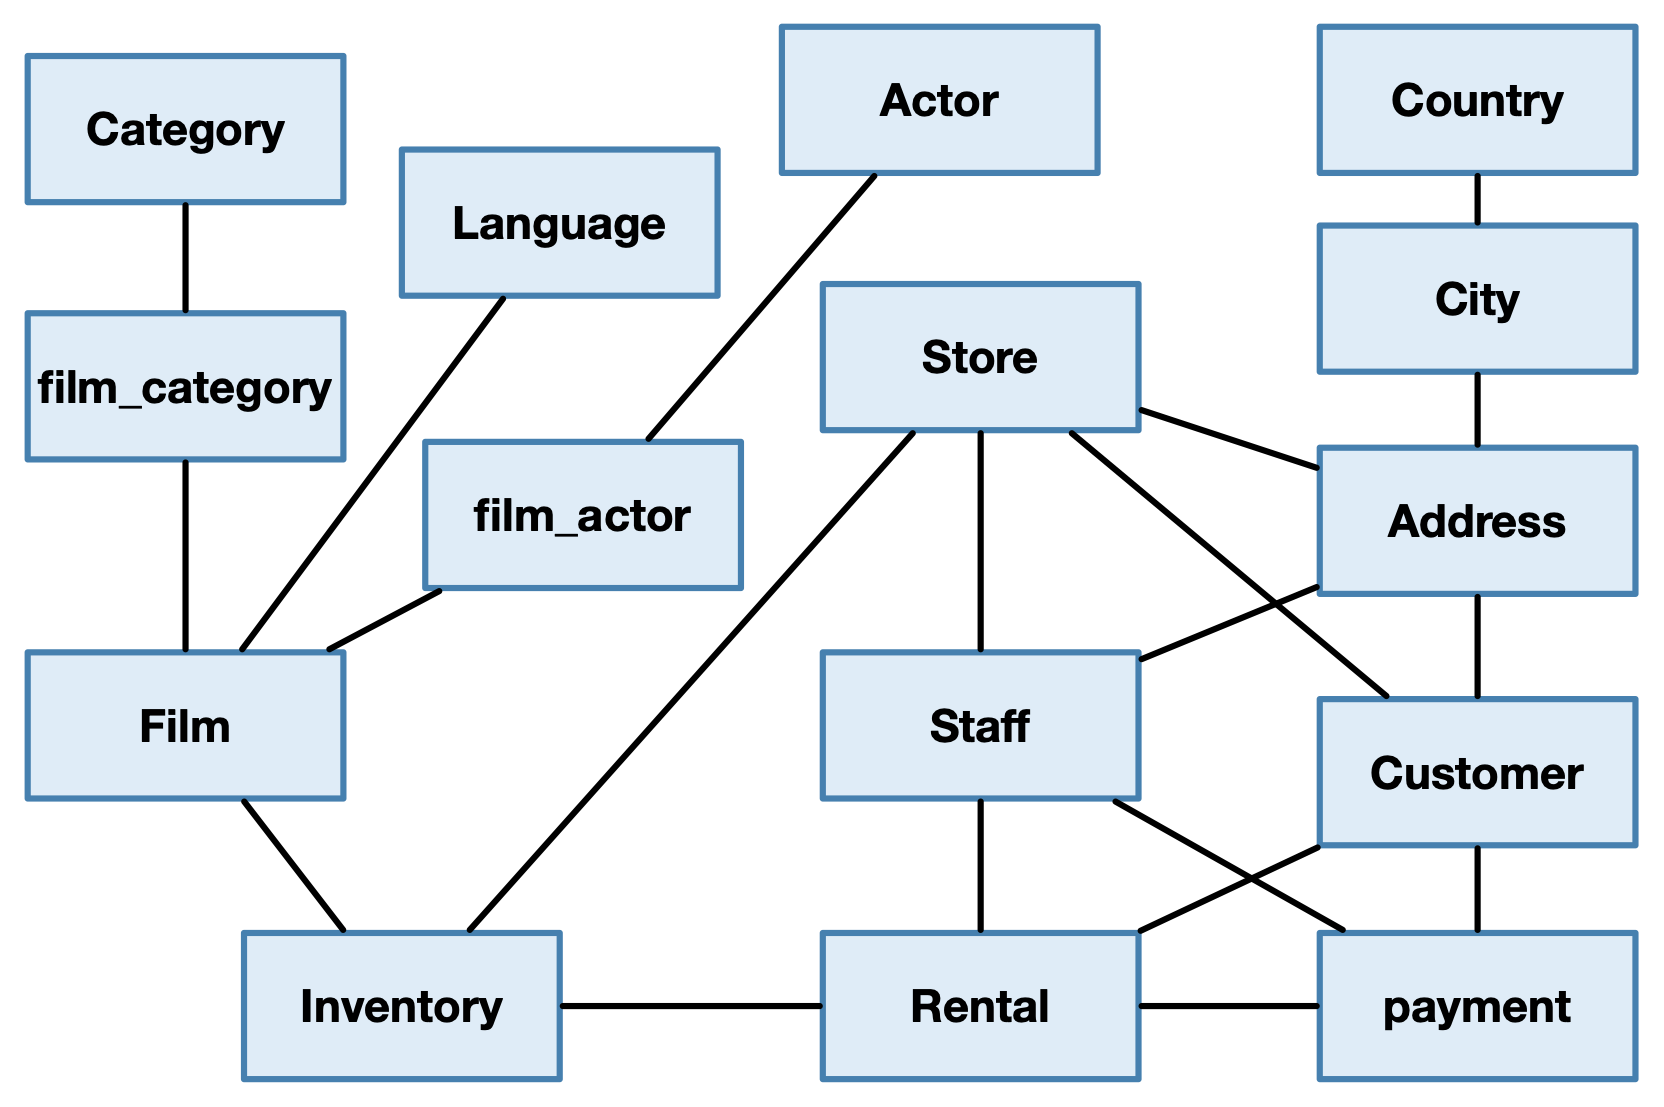 Category
Language
Actor
Country
City
Store
film_category
film_actor
Address
Film
Staff
Customer
Inventory
Rental
payment